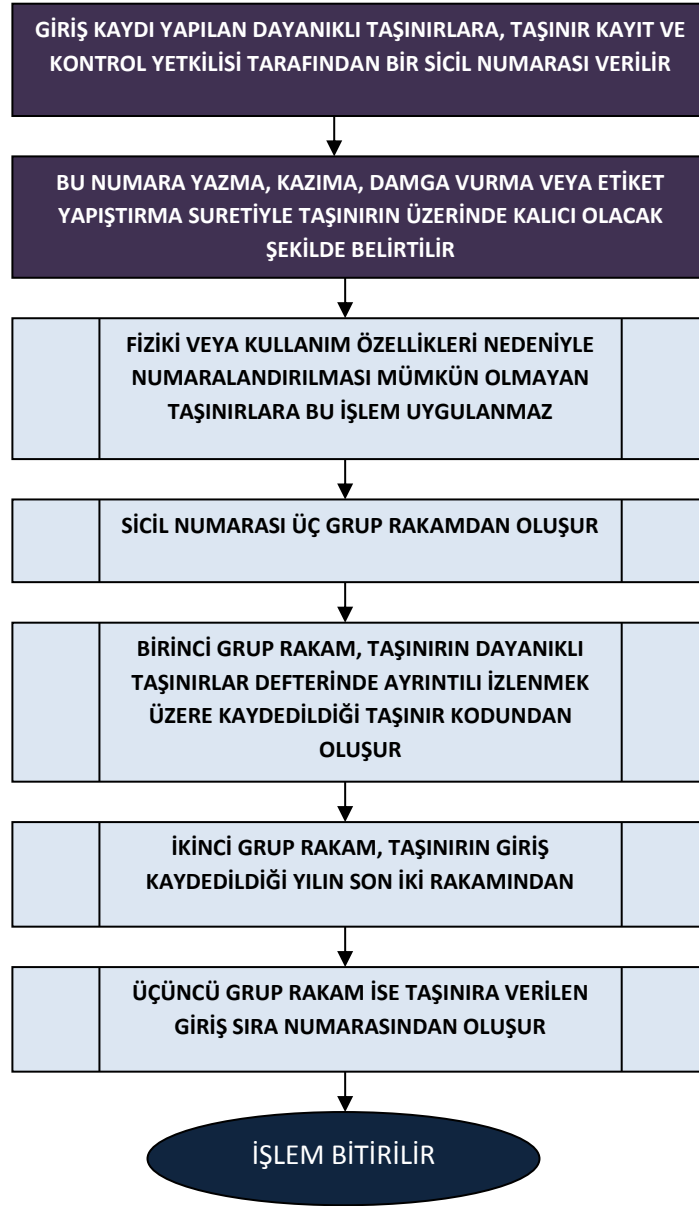 GİRİŞ KAYDI YAPILAN DAYANIKLI TAŞINIRLARA, TAŞINIR KAYIT VE
KONTROL YETKİLİSİ TARAFINDAN BİR SİCİL NUMARASI VERİLİR
BU NUMARA YAZMA, KAZIMA, DAMGA VURMA VEYA ETİKET
YAPIŞTIRMA SURETİYLE TAŞINIRIN ÜZERİNDE KALICI OLACAK
ŞEKİLDE BELİRTİLİR
FİZİKİ VEYA KULLANIM ÖZELLİKLERİ NEDENİYLE
NUMARALANDIRILMASI MÜMKÜN OLMAYAN
TAŞINIRLARA BU İŞLEM UYGULANMAZ
SİCİL NUMARASI ÜÇ GRUP RAKAMDAN OLUŞUR
BİRİNCİ GRUP RAKAM, TAŞINIRIN DAYANIKLI
TAŞINIRLAR DEFTERİNDE AYRINTILI İZLENMEK
ÜZERE KAYDEDİLDİĞİ TAŞINIR KODUNDAN
OLUŞUR
İKİNCİ GRUP RAKAM, TAŞINIRIN GİRİŞ
KAYDEDİLDİĞİ YILIN SON İKİ RAKAMINDAN
ÜÇÜNCÜ GRUP RAKAM İSE TAŞINIRA VERİLEN
GİRİŞ SIRA NUMARASINDAN OLUŞUR
İŞLEM BİTİRİLİR